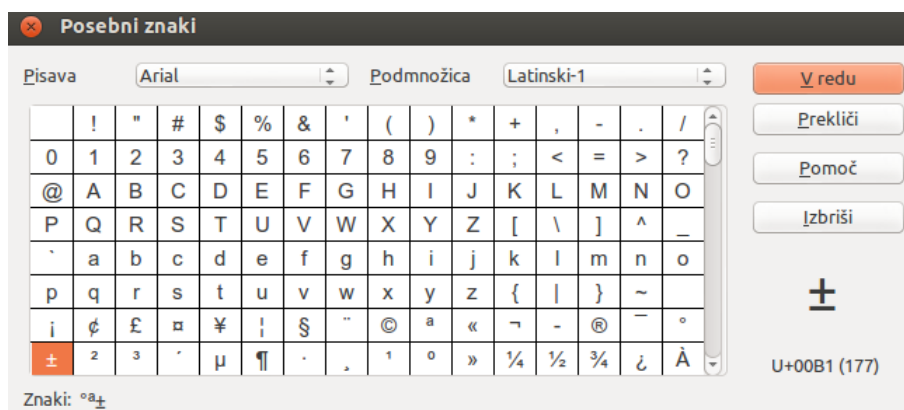 Posebni znaki
Pisava Arial Podmnožica Latinski-1 V redu
! " # $ % & ' ( ) * + , - . / Prekliči
0 1 2 3 4 5 6 7 8 9 : ; < = > ? Pomoč
@ A B C D E F G H I J K L M N O
P Q R S T U V W X Y Z [ \ ] ^ _ Izbriši
` a b c d e f g h i j k l m n o
p q r s t u v w x y z { | } ~ ±
¡ ¢ £ ¤ ¥ ¦ § ¨ © ª « ¬ - ® ¯ °
± ² ³ ´ µ ¶ · ¸ ¹ º » ¼ ½ ¾ ¿ À U+00B1 (177)
Znaki: °ª±